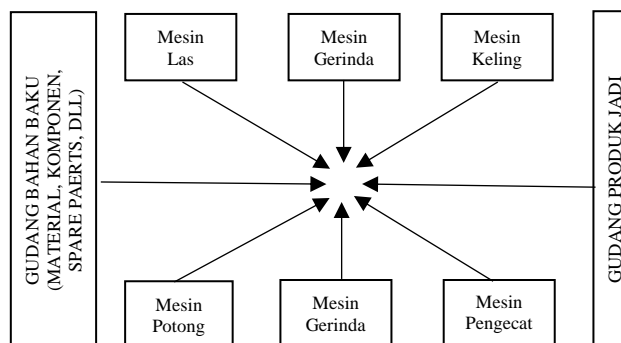 GUDANG BAHAN BAKU
(MATERIAL, KOMPONEN,
SPARE PAERTS, DLL)
Mesin
Las
Mesin
Gerinda
Mesin
Keling
Mesin
Potong
Mesin
Gerinda
Mesin
Pengecat
GUDANG PRODUK JADI